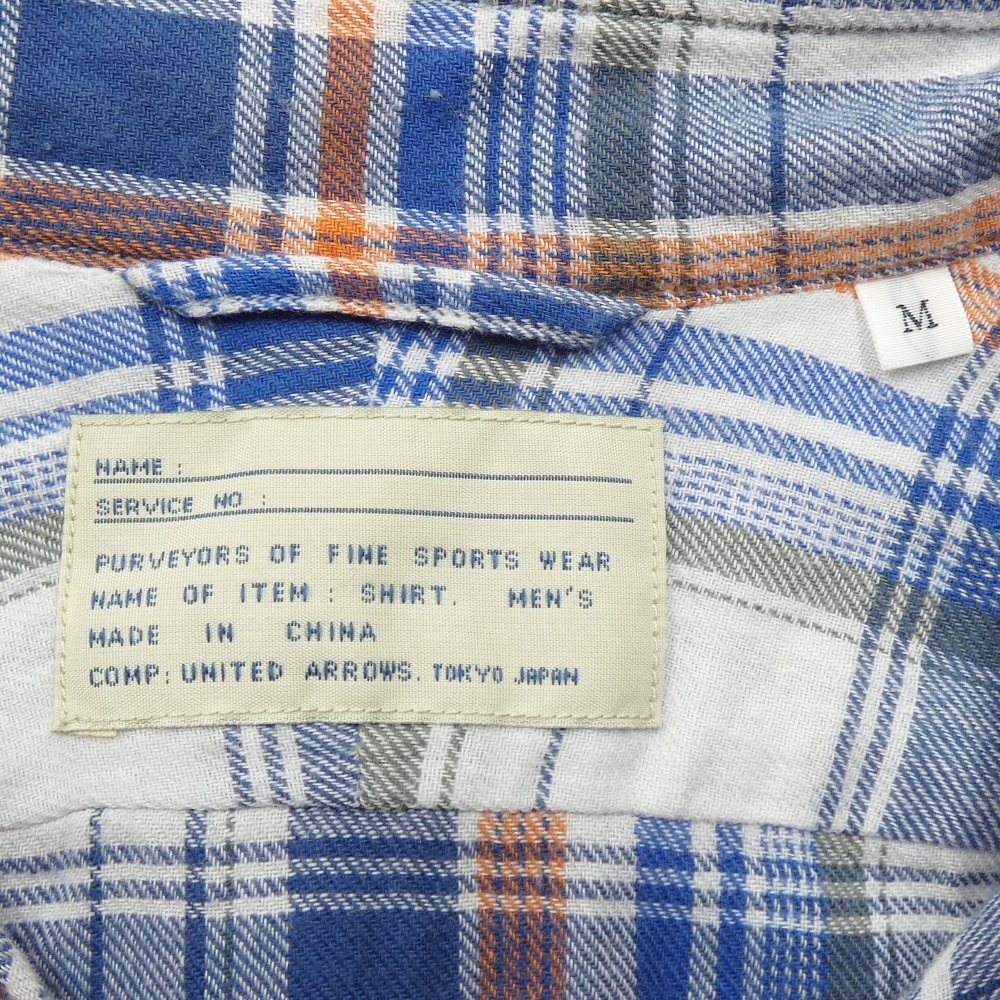 M
NAME :
SERVICE NO :
PURVEYORS OF FINE SPORTS WEAR
NAME OF ITEM : SHIRT. MEN'S
MADE IN CHINA
COMP: UNITED ARROWS. TOKYO JAPAN